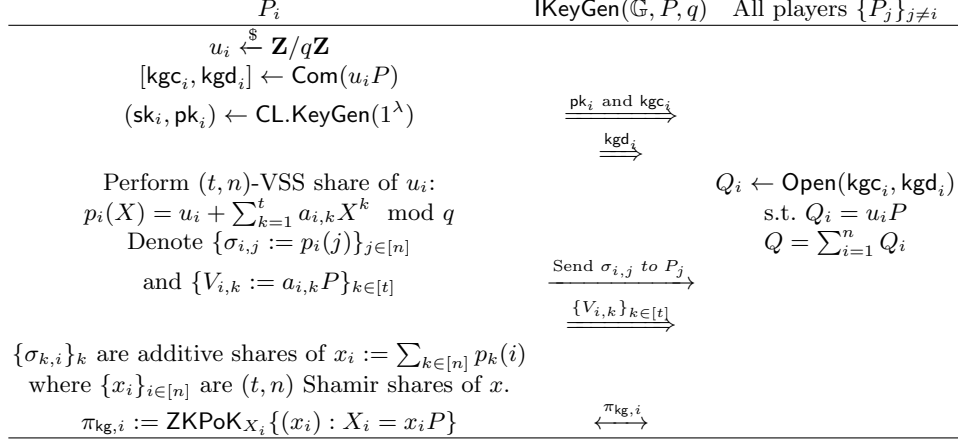 P_i IKeyGen(𝔾, P, q) All players {P_j}_{j≠i}
u_i ←$ Z/qZ
[kgc_i, kgd_i] ← Com(u_iP)
(sk_i, pk_i) ← CL.KeyGen(1^λ) pk_i and kgc_i ⟹
kgd_i ⟹
Perform (t, n)-VSS share of u_i: Q_i ← Open(kgc_i, kgd_i)
p_i(X) = u_i + ∑_{k=1}^{t} a_{i,k}X^k mod q s.t. Q_i = u_iP
Denote {σ_{i,j} := p_i(j)}_{j∈[n]} Q = ∑_{i=1}^{n} Q_i
and {V_{i,k} := a_{i,k}P}_{k∈[t]} Send σ_{i,j} to P_j ⟶
{V_{i,k}}_{k∈[t]} ⟹
{σ_{k,i}}_k are additive shares of x_i := ∑_{k∈[n]} p_k(i)
where {x_i}_{i∈[n]} are (t, n) Shamir shares of x.
π_{kg,i} := ZKPoK_{X_i}{(x_i) : X_i = x_iP} π_{kg,i} ⟷